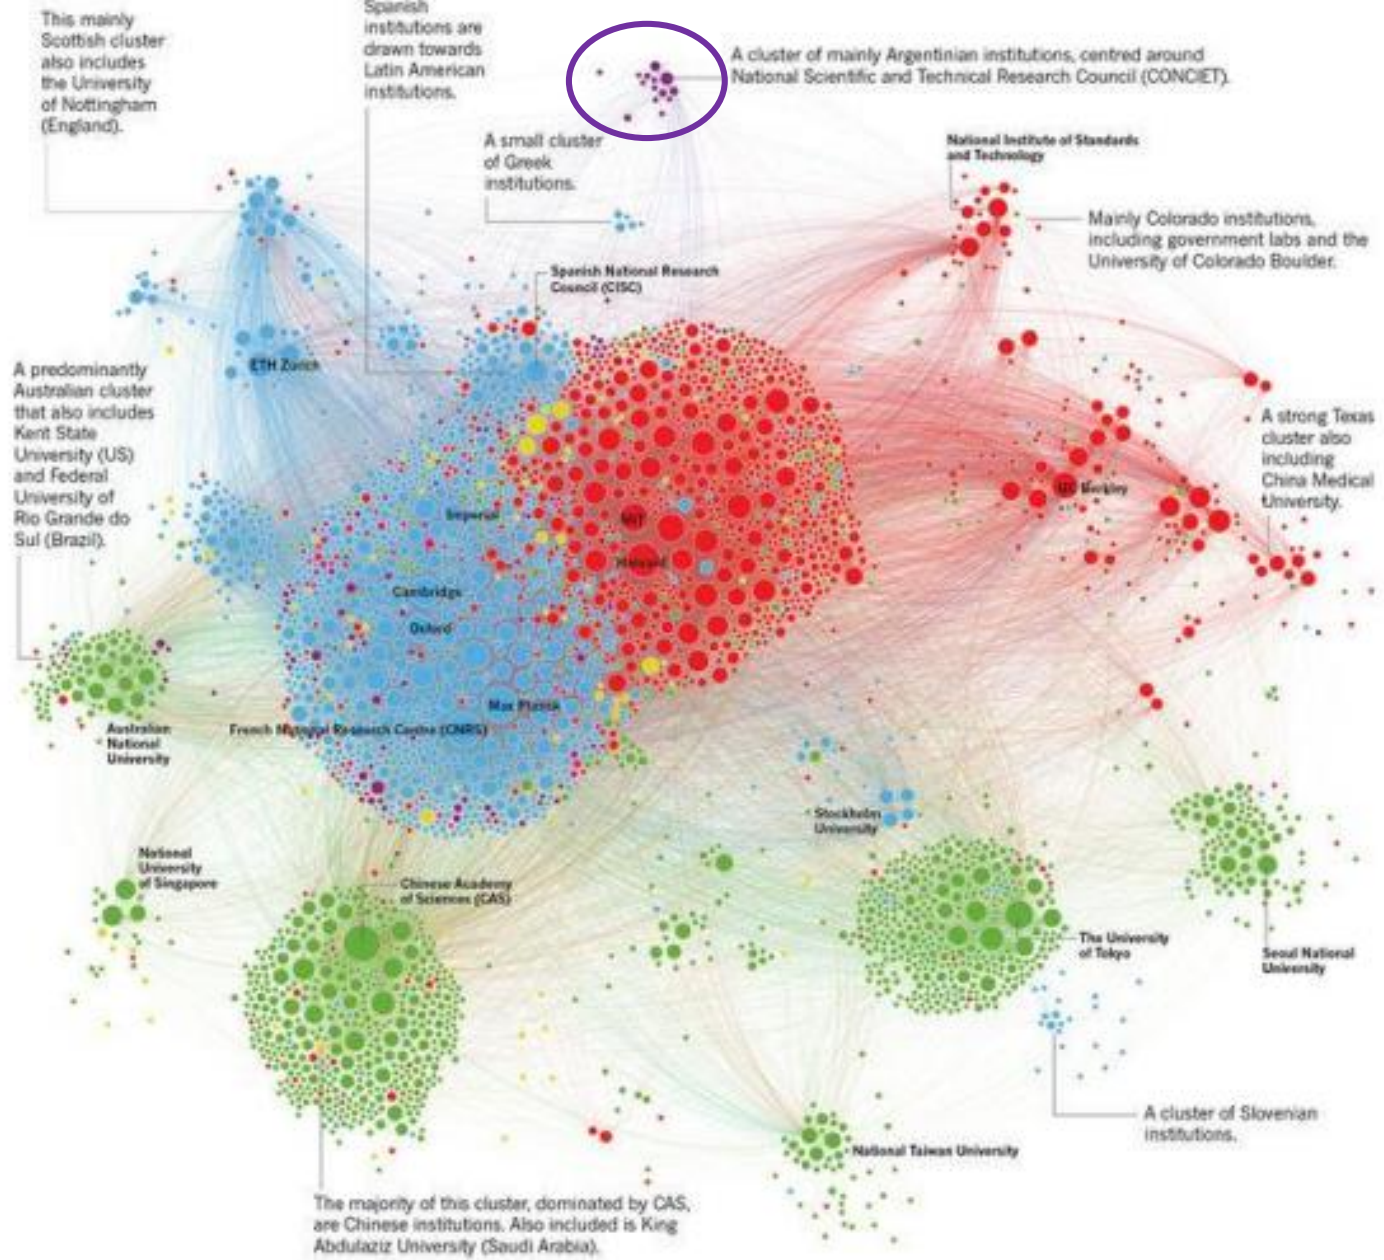 This mainly
Scottish cluster
also includes
the University
of Nottingham
(England).
Spanish
institutions are
drawn towards
Latin American
institutions.
A cluster of mainly Argentinian institutions, centred around
National Scientific and Technical Research Council (CONCIET).
A small cluster
of Greek
institutions.
National Institute of Standards
and Technology
Mainly Colorado institutions,
including government labs and the
University of Colorado Boulder.
Spanish National Research
Council (CISC)
ETH Zurich
A predominantly
Australian cluster
that also includes
Kent State
University (US)
and Federal
University of
Rio Grande do
Sul (Brazil).
A strong Texas
cluster also
including
China Medical
University.
UC Berkley
Imperial
MIT
Harvard
Cambridge
Oxford
Max Planck
French National Research Centre (CNRS)
Australian
National
University
Stockholm
University
National
University
of Singapore
Chinese Academy
of Sciences (CAS)
The University
of Tokyo
Seoul National
University
A cluster of Slovenian
institutions.
National Taiwan University
The majority of this cluster, dominated by CAS,
are Chinese institutions. Also included is King
Abdulaziz University (Saudi Arabia).